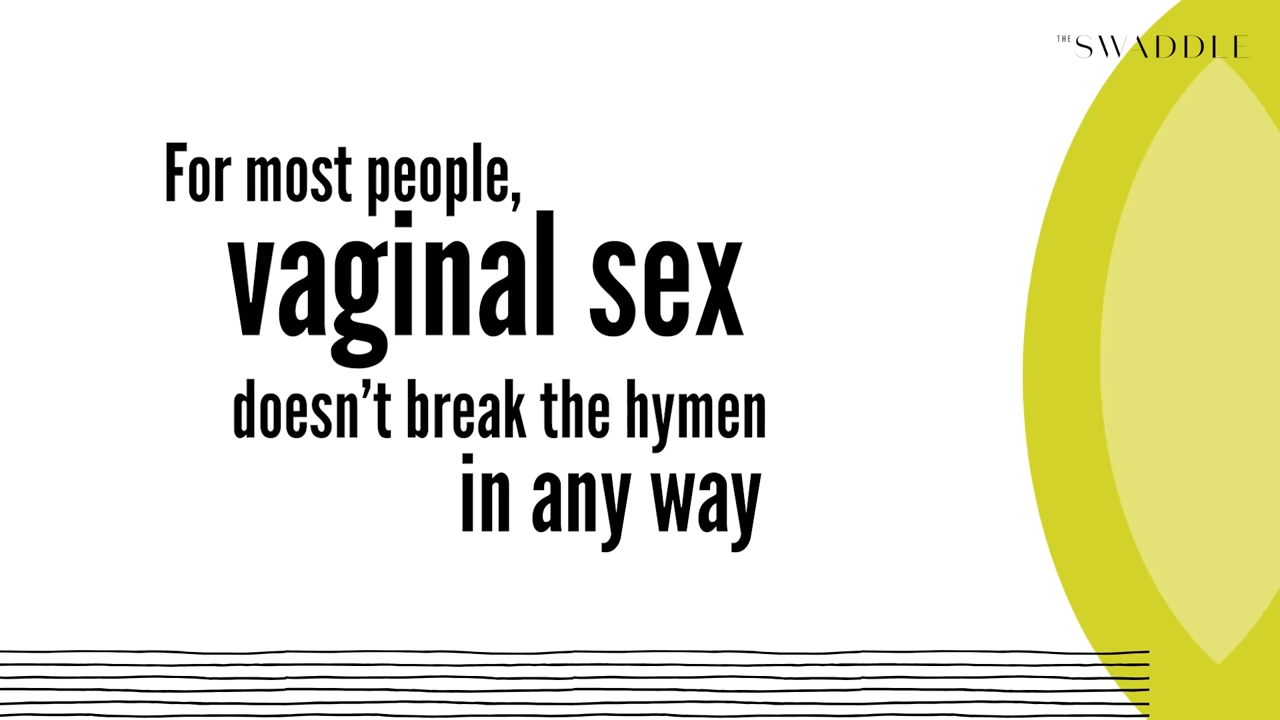 THE SWADDLE
For most people,
vaginal sex
doesn’t break the hymen
in any way